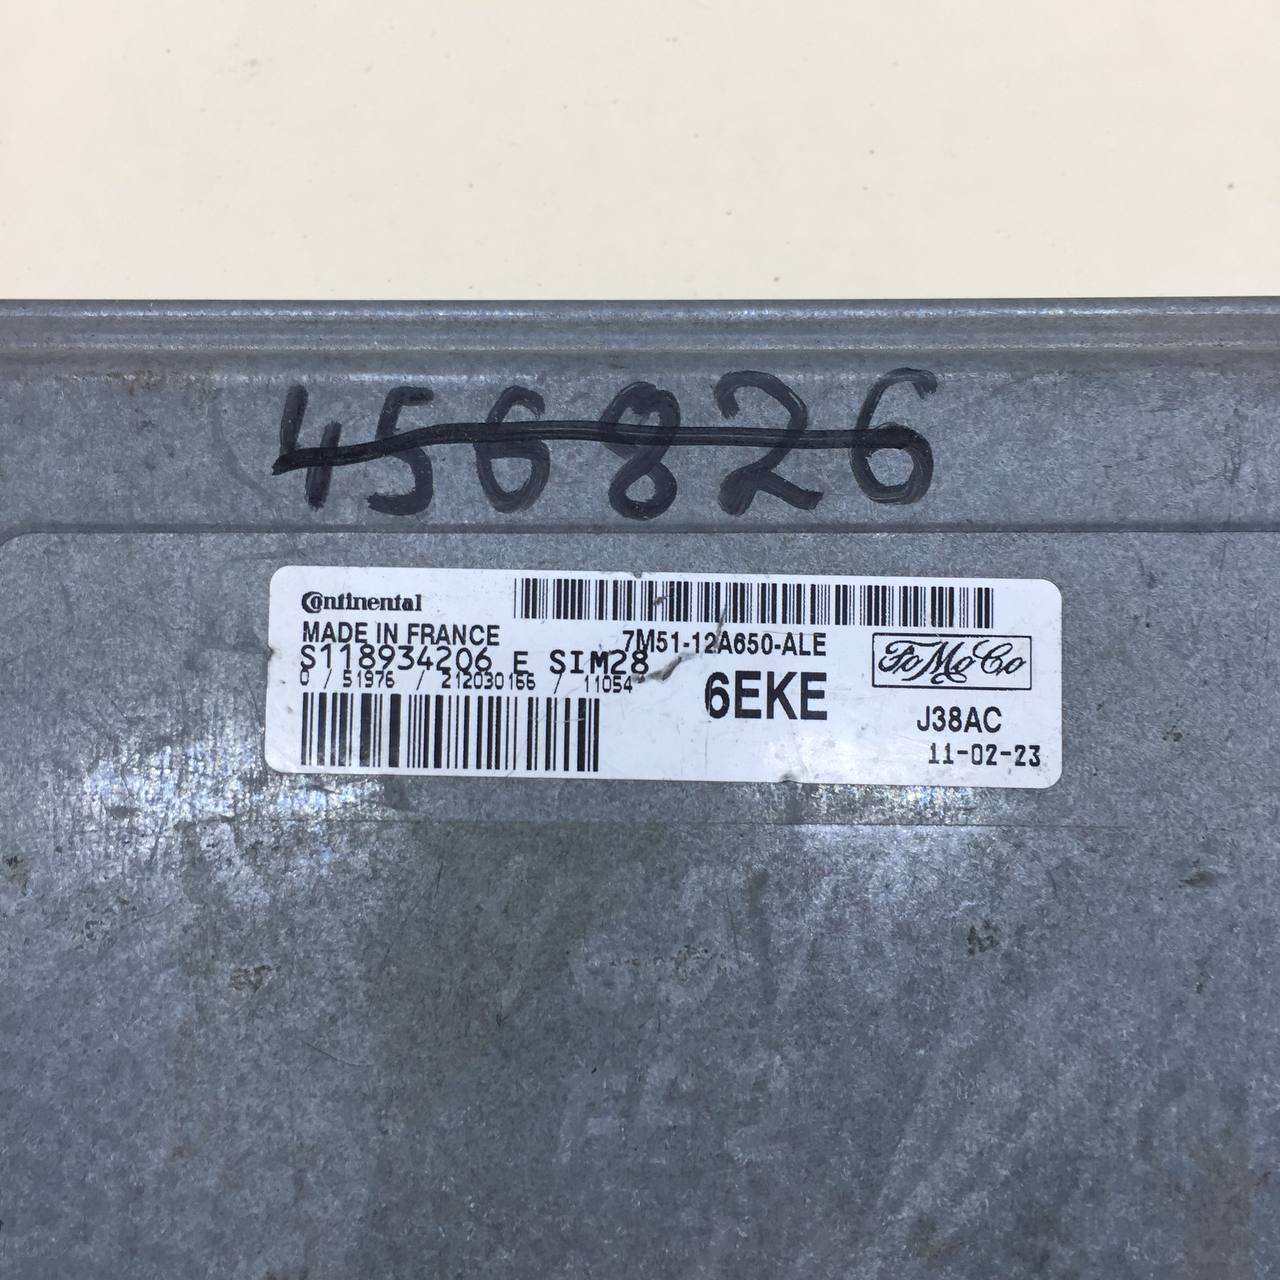 456826
Continental
MADE IN FRANCE
7M51-12A650-ALE
FoMoCo
S118934206 E SIM28
0 / 51976 / 212030166 / 11054
6EKE
J38AC
11-02-23